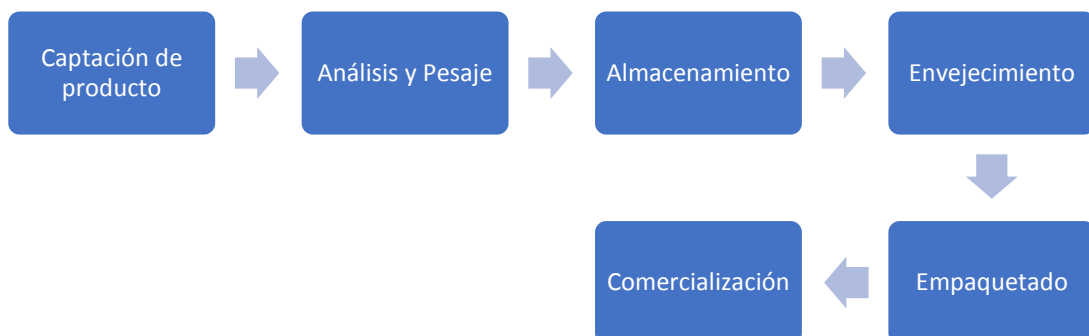 Captación de
producto
Análisis y Pesaje
Almacenamiento
Envejecimiento
Empaquetado
Comercialización